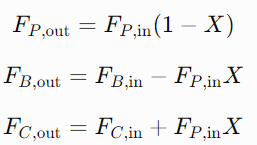 F_{P,out} = F_{P,in}(1 − X)
F_{B,out} = F_{B,in} − F_{P,in}X
F_{C,out} = F_{C,in} + F_{P,in}X